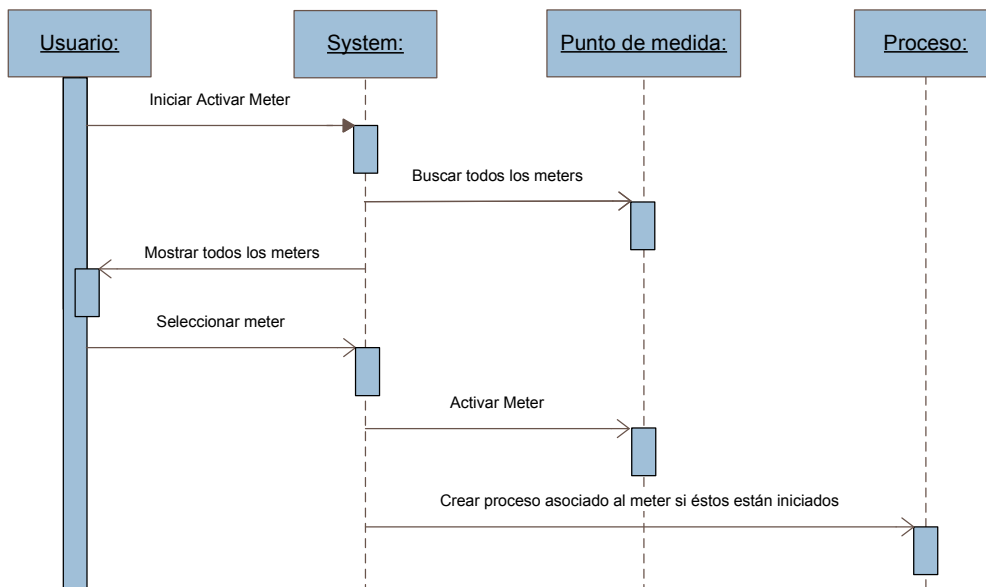 Usuario:
System:
Punto de medida:
Proceso:
Iniciar Activar Meter
Buscar todos los meters
Mostrar todos los meters
Seleccionar meter
Activar Meter
Crear proceso asociado al meter si éstos están iniciados